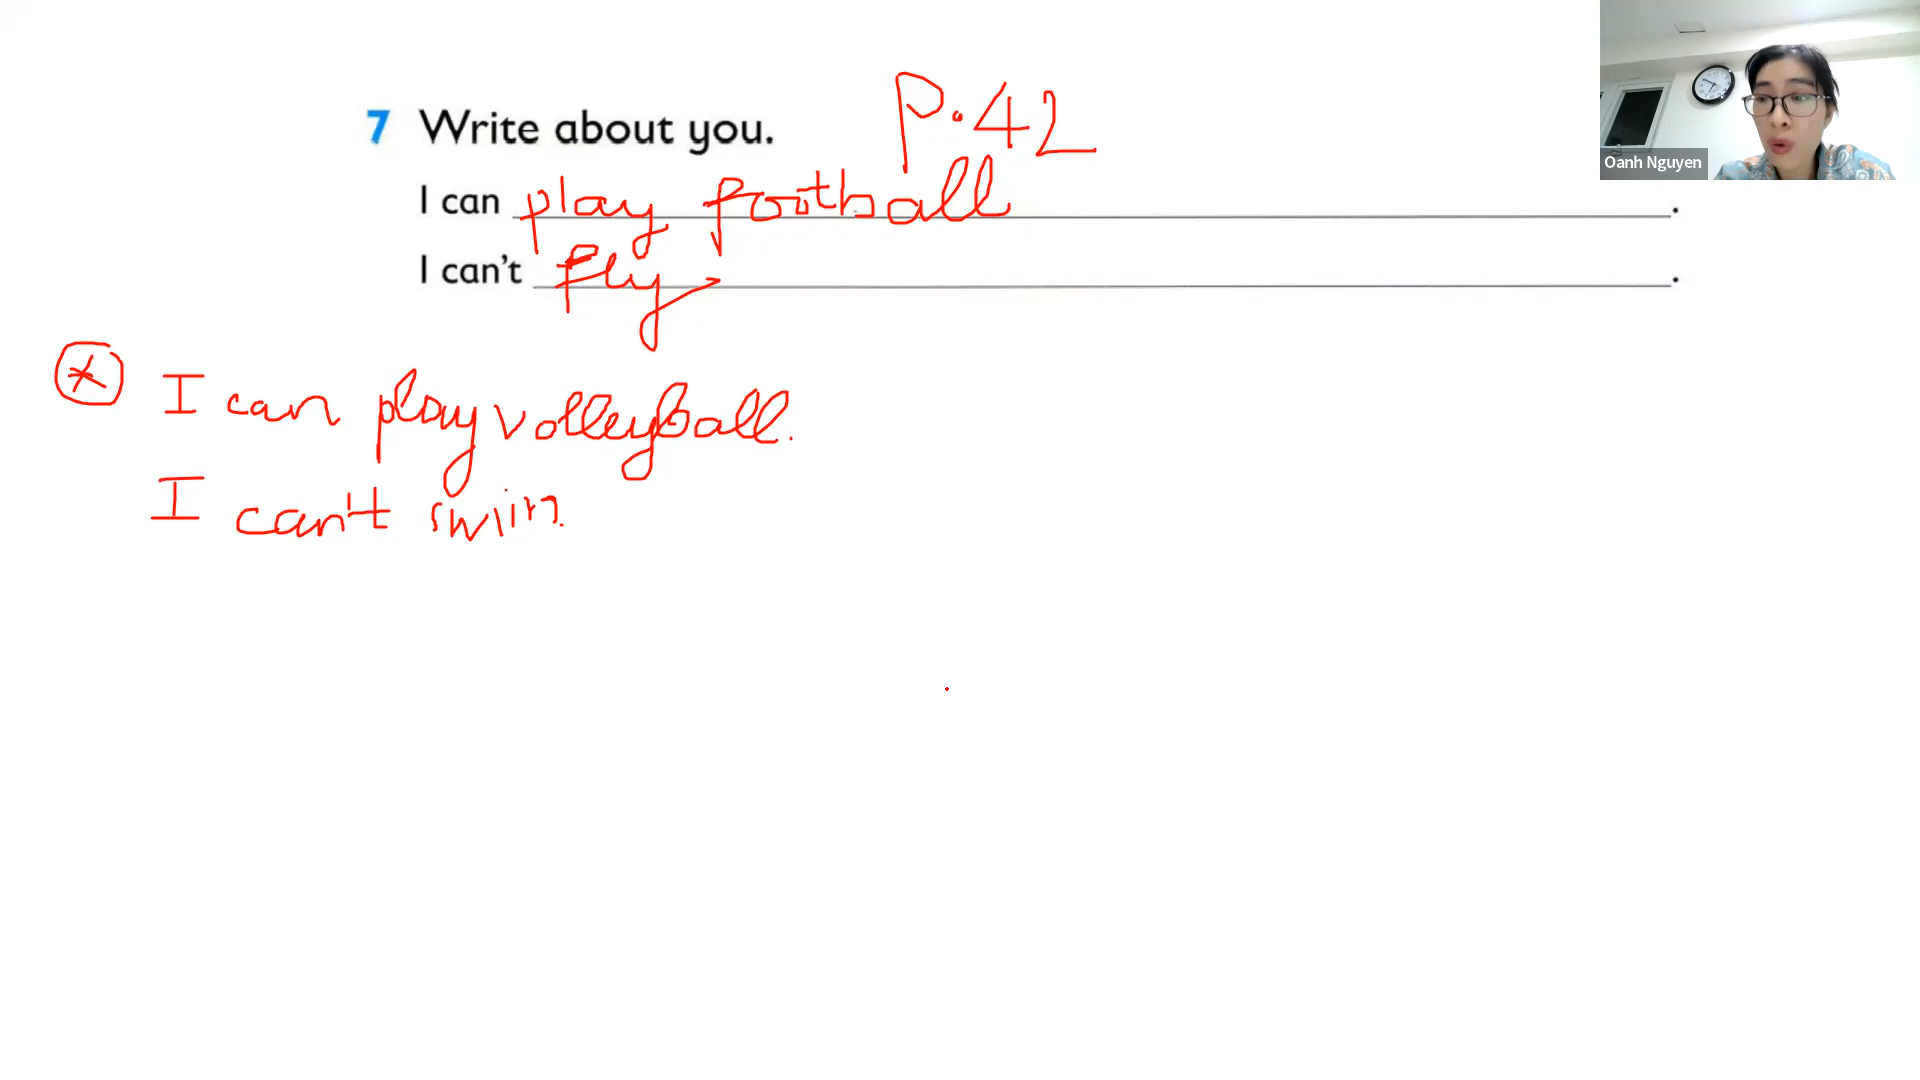 7 Write about you. P.42
I can play football.
I can't fly.
I can play volleyball.
I can't swim.
Oanh Nguyen